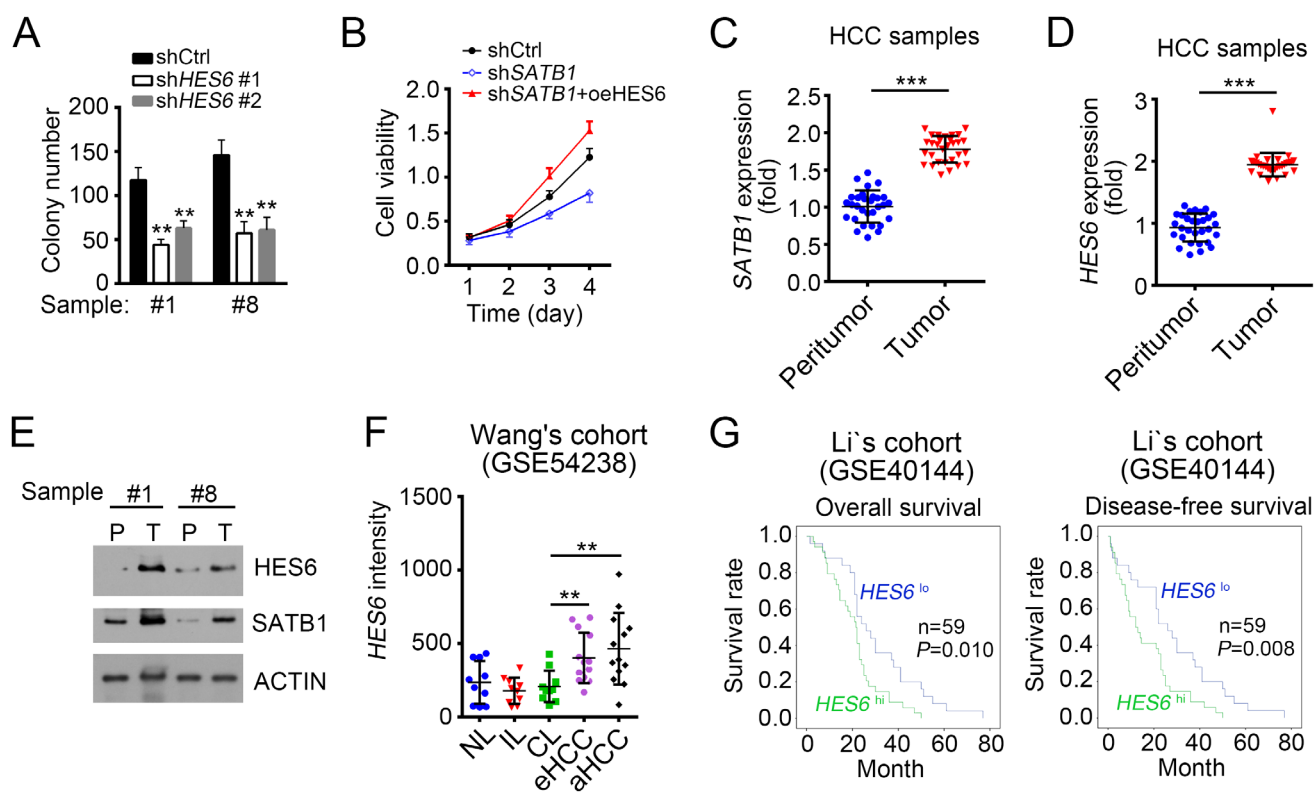 A
shCtrl
shHES6 #1
shHES6 #2
Colony number
200
150
100
50
0
**
**
**
**
Sample: #1 #8
B
shCtrl
shSATB1
shSATB1+oeHES6
Cell viability
2.0
1.5
1.0
0.5
0.0
1 2 3 4
Time (day)
C
HCC samples
***
SATB1 expression
(fold)
2.5
2.0
1.5
1.0
0.5
0.0
Peritumor
Tumor
D
HCC samples
***
HES6 expression
(fold)
3
2
1
0
Peritumor
Tumor
E
Sample #1 #8
P T P T
HES6
SATB1
ACTIN
F
Wang's cohort
(GSE54238)
HES6 intensity
1500
1000
500
0
**
**
NL
IL
CL
eHCC
aHCC
G
Li`s cohort
(GSE40144)
Overall survival
Survival rate
1.0
0.8
0.6
0.4
0.2
0.0
HES6 lo
n=59
P=0.010
HES6 hi
0 20 40 60 80
Month
Li`s cohort
(GSE40144)
Disease-free survival
Survival rate
1.0
0.8
0.6
0.4
0.2
0.0
HES6 lo
n=59
P=0.008
HES6 hi
0 20 40 60 80
Month